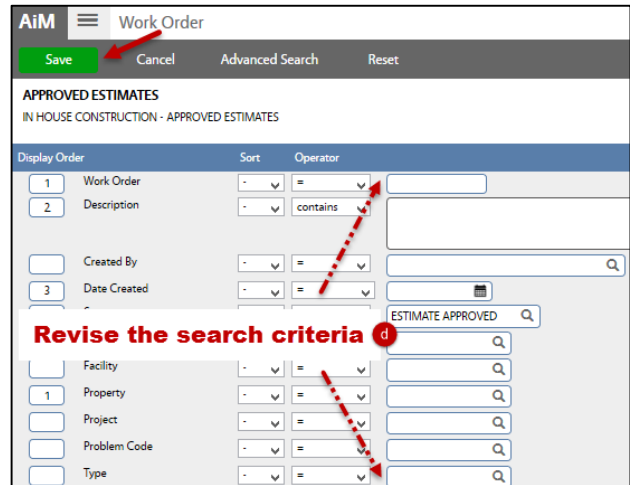 AiM Work Order
Save Cancel Advanced Search Reset
APPROVED ESTIMATES
IN HOUSE CONSTRUCTION - APPROVED ESTIMATES
Display Order Sort Operator
1 Work Order - =
2 Description - contains
Created By - =
3 Date Created - =
ESTIMATE APPROVED
Revise the search criteria d
Facility - =
1 Property - =
Project - =
Problem Code - =
Type - =